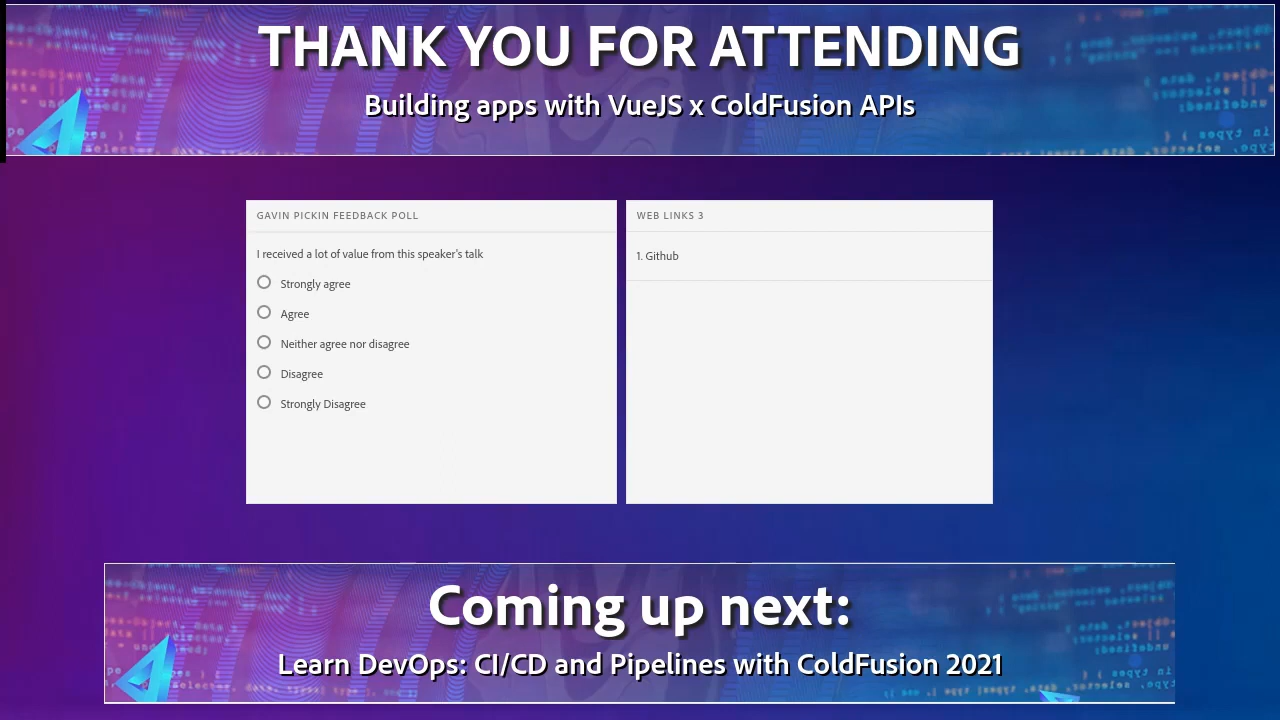 THANK YOU FOR ATTENDING
Building apps with VueJS x ColdFusion APIs
GAVIN PICKIN FEEDBACK POLL
I received a lot of value from this speaker's talk
Strongly agree
Agree
Neither agree nor disagree
Disagree
Strongly Disagree
WEB LINKS 3
1. Github
Coming up next:
Learn DevOps: CI/CD and Pipelines with ColdFusion 2021